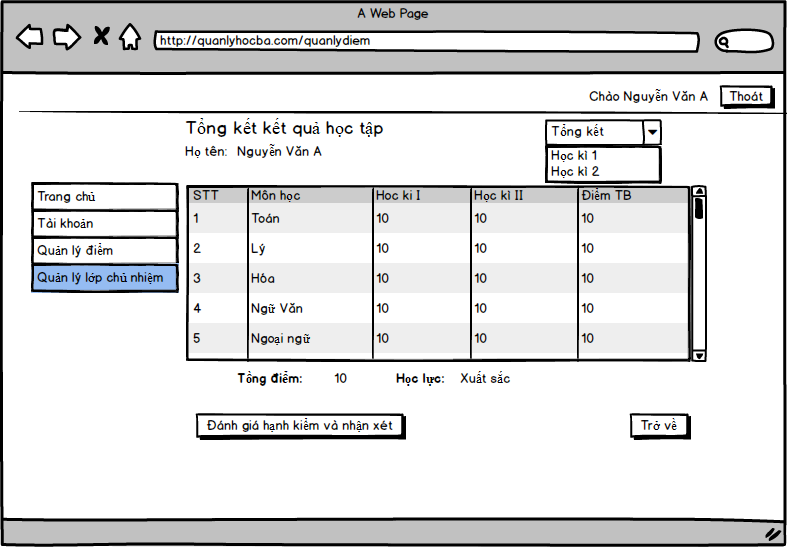 A Web Page
http://quanlyhocba.com/quanlydiem
Chào Nguyễn Văn A Thoát
Tổng kết kết quả học tập
Tổng kết
Họ tên: Nguyễn Văn A
Học kì 1
Học kì 2
Trang chủ
Tài khoản
Quản lý điểm
Quản lý lớp chủ nhiệm
STT Môn học Hoc ki I Học kì II Điểm TB
1 Toán 10 10 10
2 Lý 10 10 10
3 Hóa 10 10 10
4 Ngữ Văn 10 10 10
5 Ngoại ngữ 10 10 10
Tổng điểm: 10 Học lực: Xuất sắc
Đánh giá hạnh kiểm và nhận xét Trở về